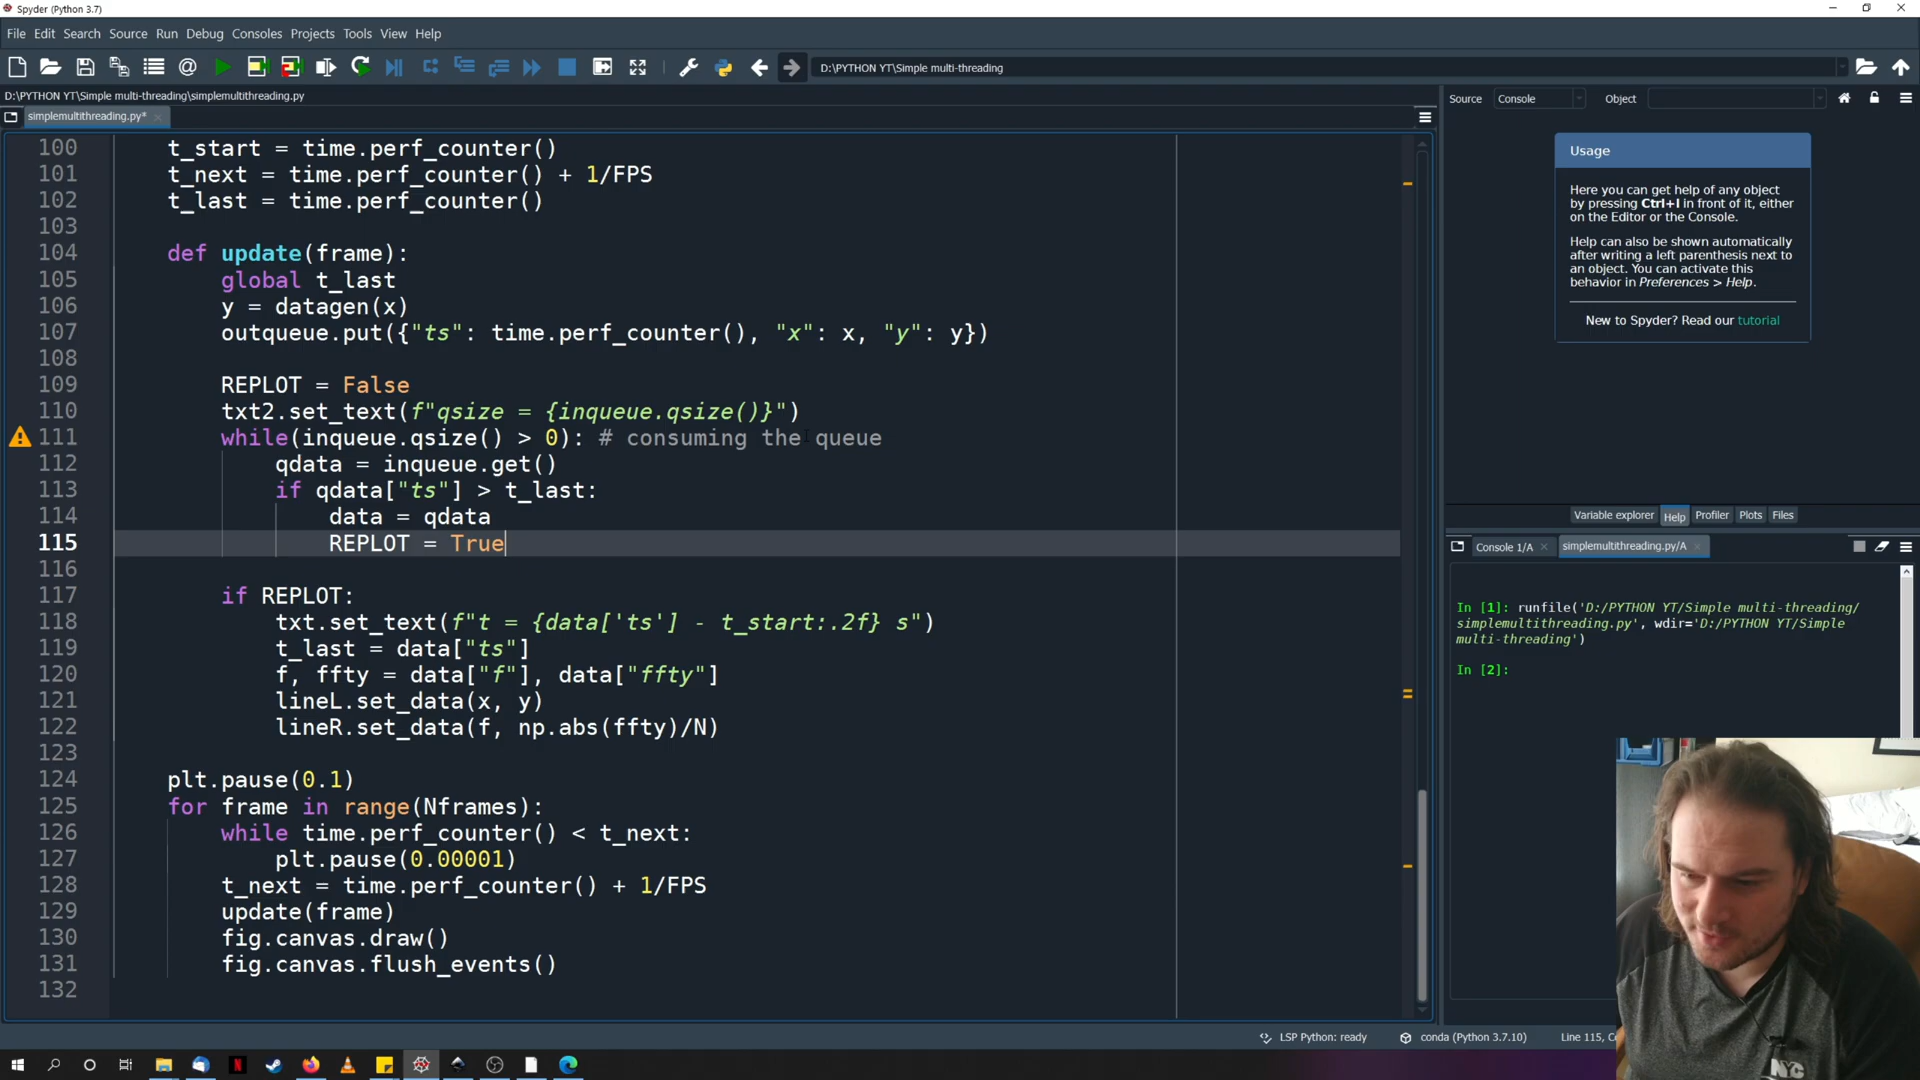 Spyder (Python 3.7)
File Edit Search Source Run Debug Consoles Projects Tools View Help
D:\PYTHON YT\Simple multi-threading
D:\PYTHON YT\Simple multi-threading\simplemultithreading.py
simplemultithreading.py*
100 t_start = time.perf_counter()
101 t_next = time.perf_counter() + 1/FPS
102 t_last = time.perf_counter()
103
104 def update(frame):
105 global t_last
106 y = datagen(x)
107 outqueue.put({"ts": time.perf_counter(), "x": x, "y": y})
108
109 REPLOT = False
110 txt2.set_text(f"qsize = {inqueue.qsize()}")
111 while(inqueue.qsize() > 0): # consuming the queue
112 qdata = inqueue.get()
113 if qdata["ts"] > t_last:
114 data = qdata
115 REPLOT = True
116
117 if REPLOT:
118 txt.set_text(f"t = {data['ts'] - t_start:.2f} s")
119 t_last = data["ts"]
120 f, ffty = data["f"], data["ffty"]
121 lineL.set_data(x, y)
122 lineR.set_data(f, np.abs(ffty)/N)
123
124 plt.pause(0.1)
125 for frame in range(Nframes):
126 while time.perf_counter() < t_next:
127 plt.pause(0.00001)
128 t_next = time.perf_counter() + 1/FPS
129 update(frame)
130 fig.canvas.draw()
131 fig.canvas.flush_events()
132
Source Console Object
Usage
Here you can get help of any object
by pressing Ctrl+I in front of it, either
on the Editor or the Console.
Help can also be shown automatically
after writing a left parenthesis next to
an object. You can activate this
behavior in Preferences > Help.
New to Spyder? Read our tutorial
Variable explorer Help Profiler Plots Files
Console 1/A simplemultithreading.py/A
In [1]: runfile('D:/PYTHON YT/Simple multi-threading/
simplemultithreading.py', wdir='D:/PYTHON YT/Simple
multi-threading')
In [2]:
LSP Python: ready conda (Python 3.7.10) Line 115, C
NYC